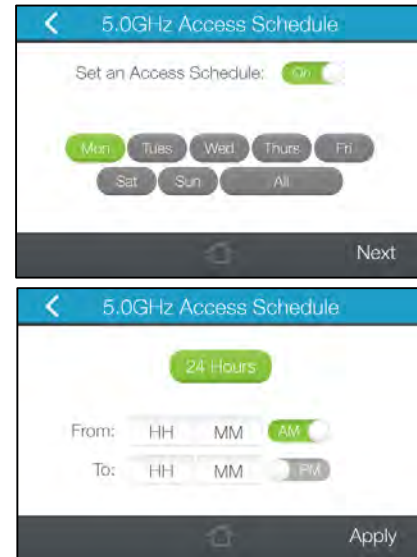 5.0GHz Access Schedule
Set an Access Schedule: On
Mon Tues Wed Thurs Fri
Sat Sun All
Next
5.0GHz Access Schedule
24 Hours
From: HH MM AM
To: HH MM PM
Apply